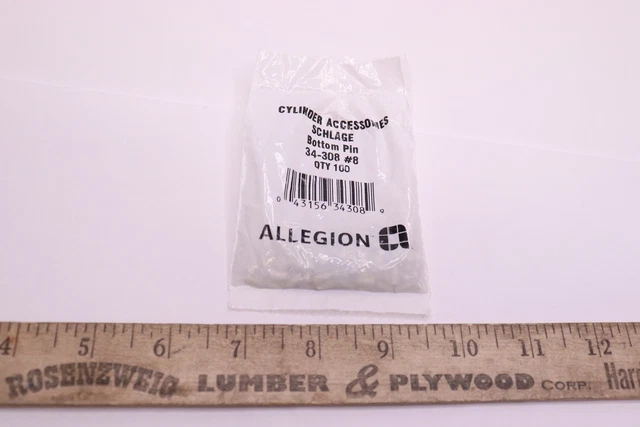 CYLINDER ACCESSORIES
SCHLAGE
Bottom Pin
34-308 #8
QTY 100
0 43156 34308 9
ALLEGION
4 5 6 7 8 9 10 11 12
ROSENZWEIG LUMBER & PLYWOOD CORP. Har